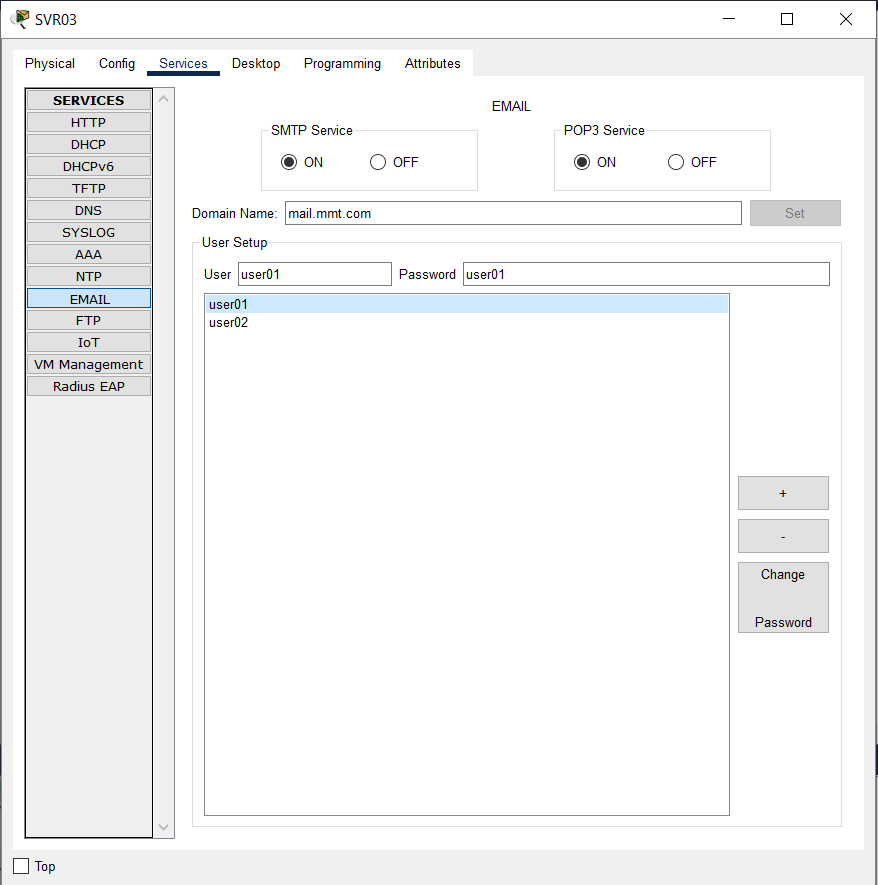 SVR03
Physical Config Services Desktop Programming Attributes
SERVICES
HTTP
DHCP
DHCPv6
TFTP
DNS
SYSLOG
AAA
NTP
EMAIL
FTP
IoT
VM Management
Radius EAP
EMAIL
SMTP Service
ON OFF
POP3 Service
ON OFF
Domain Name: mail.mmt.com Set
User Setup
User user01 Password user01
user01
user02
+
-
Change
Password
Top